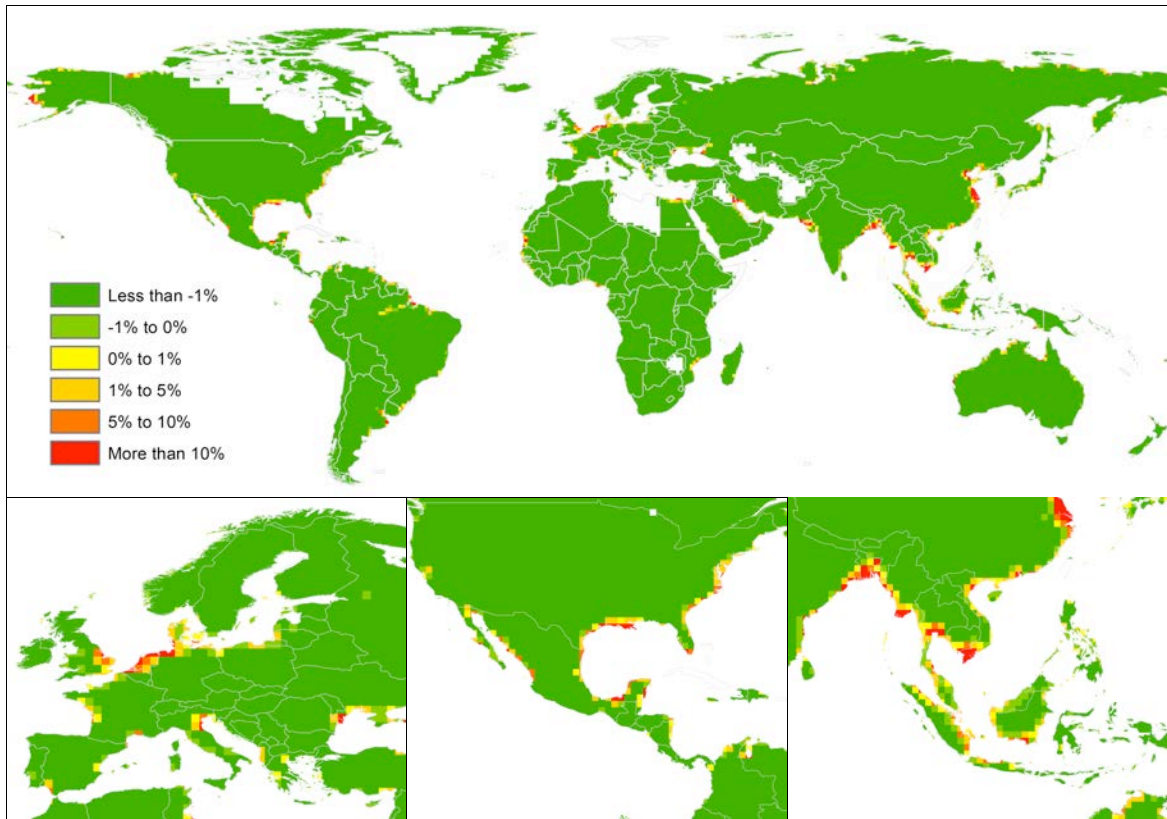 Less than -1%
-1% to 0%
0% to 1%
1% to 5%
5% to 10%
More than 10%